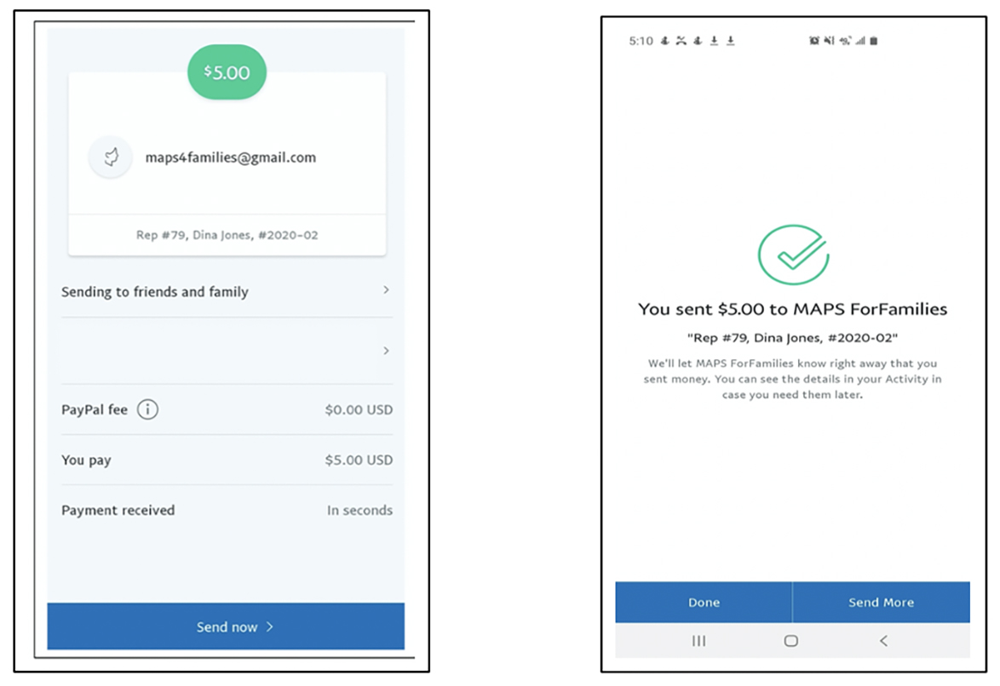 $5.00
maps4families@gmail.com
Rep #79, Dina Jones, #2020-02
Sending to friends and family
PayPal fee
$0.00 USD
You pay
$5.00 USD
Payment received
In seconds
Send now
5:10
You sent $5.00 to MAPS ForFamilies
"Rep #79, Dina Jones, #2020-02"
We'll let MAPS ForFamilies know right away that you
sent money. You can see the details in your Activity in
case you need them later.
Done
Send More